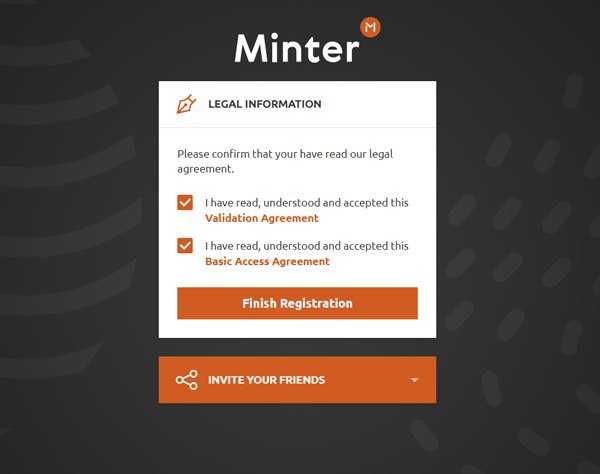 Minter
M
LEGAL INFORMATION
Please confirm that your have read our legal
agreement.
I have read, understood and accepted this
Validation Agreement
I have read, understood and accepted this
Basic Access Agreement
Finish Registration
INVITE YOUR FRIENDS